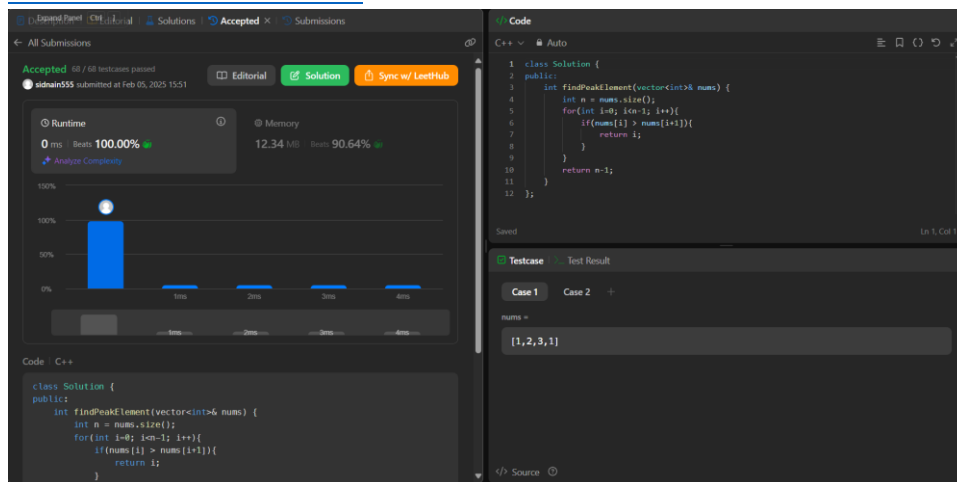 Solutions
Accepted ×
Submissions
← All Submissions
Accepted 68 / 68 testcases passed
sidnain555 submitted at Feb 05, 2025 15:51
Editorial
Solution
Sync w/ LeetHub
Runtime
0 ms Beats 100.00%
Analyze Complexity
Memory
12.34 MB Beats 90.64%
150%
100%
50%
0%
1ms 2ms 3ms 4ms
1ms 2ms 3ms 4ms
Code C++
class Solution {
public:
int findPeakElement(vector<int>& nums) {
int n = nums.size();
for(int i=0; i<n-1; i++){
if(nums[i] > nums[i+1]){
return i;
}
</> Code
C++ Auto
1 class Solution {
2 public:
3 int findPeakElement(vector<int>& nums) {
4 int n = nums.size();
5 for(int i=0; i<n-1; i++){
6 if(nums[i] > nums[i+1]){
7 return i;
8 }
9 }
10 return n-1;
11 }
12 };
Saved
Ln 1, Col 1
Testcase
>_ Test Result
Case 1 Case 2 +
nums =
[1,2,3,1]
</> Source